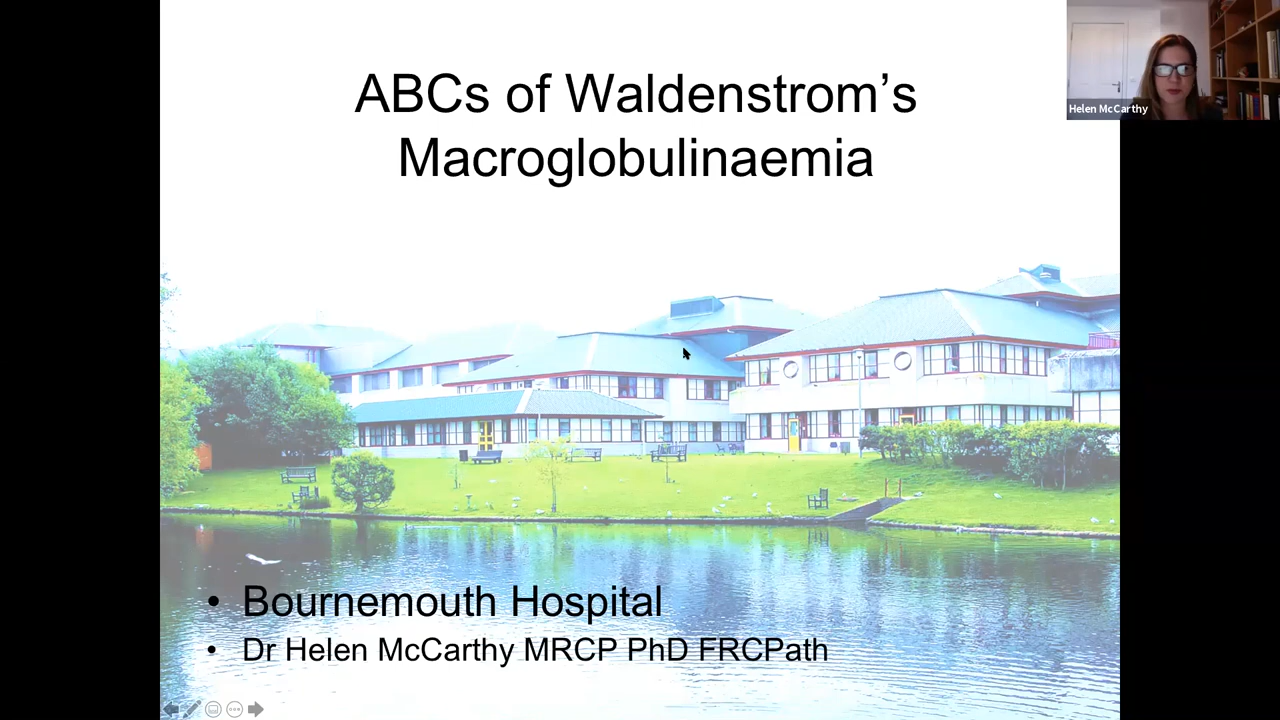 ABCs of Waldenstrom’s
Macroglobulinaemia
Helen McCarthy
• Bournemouth Hospital
• Dr Helen McCarthy MRCP PhD FRCPath